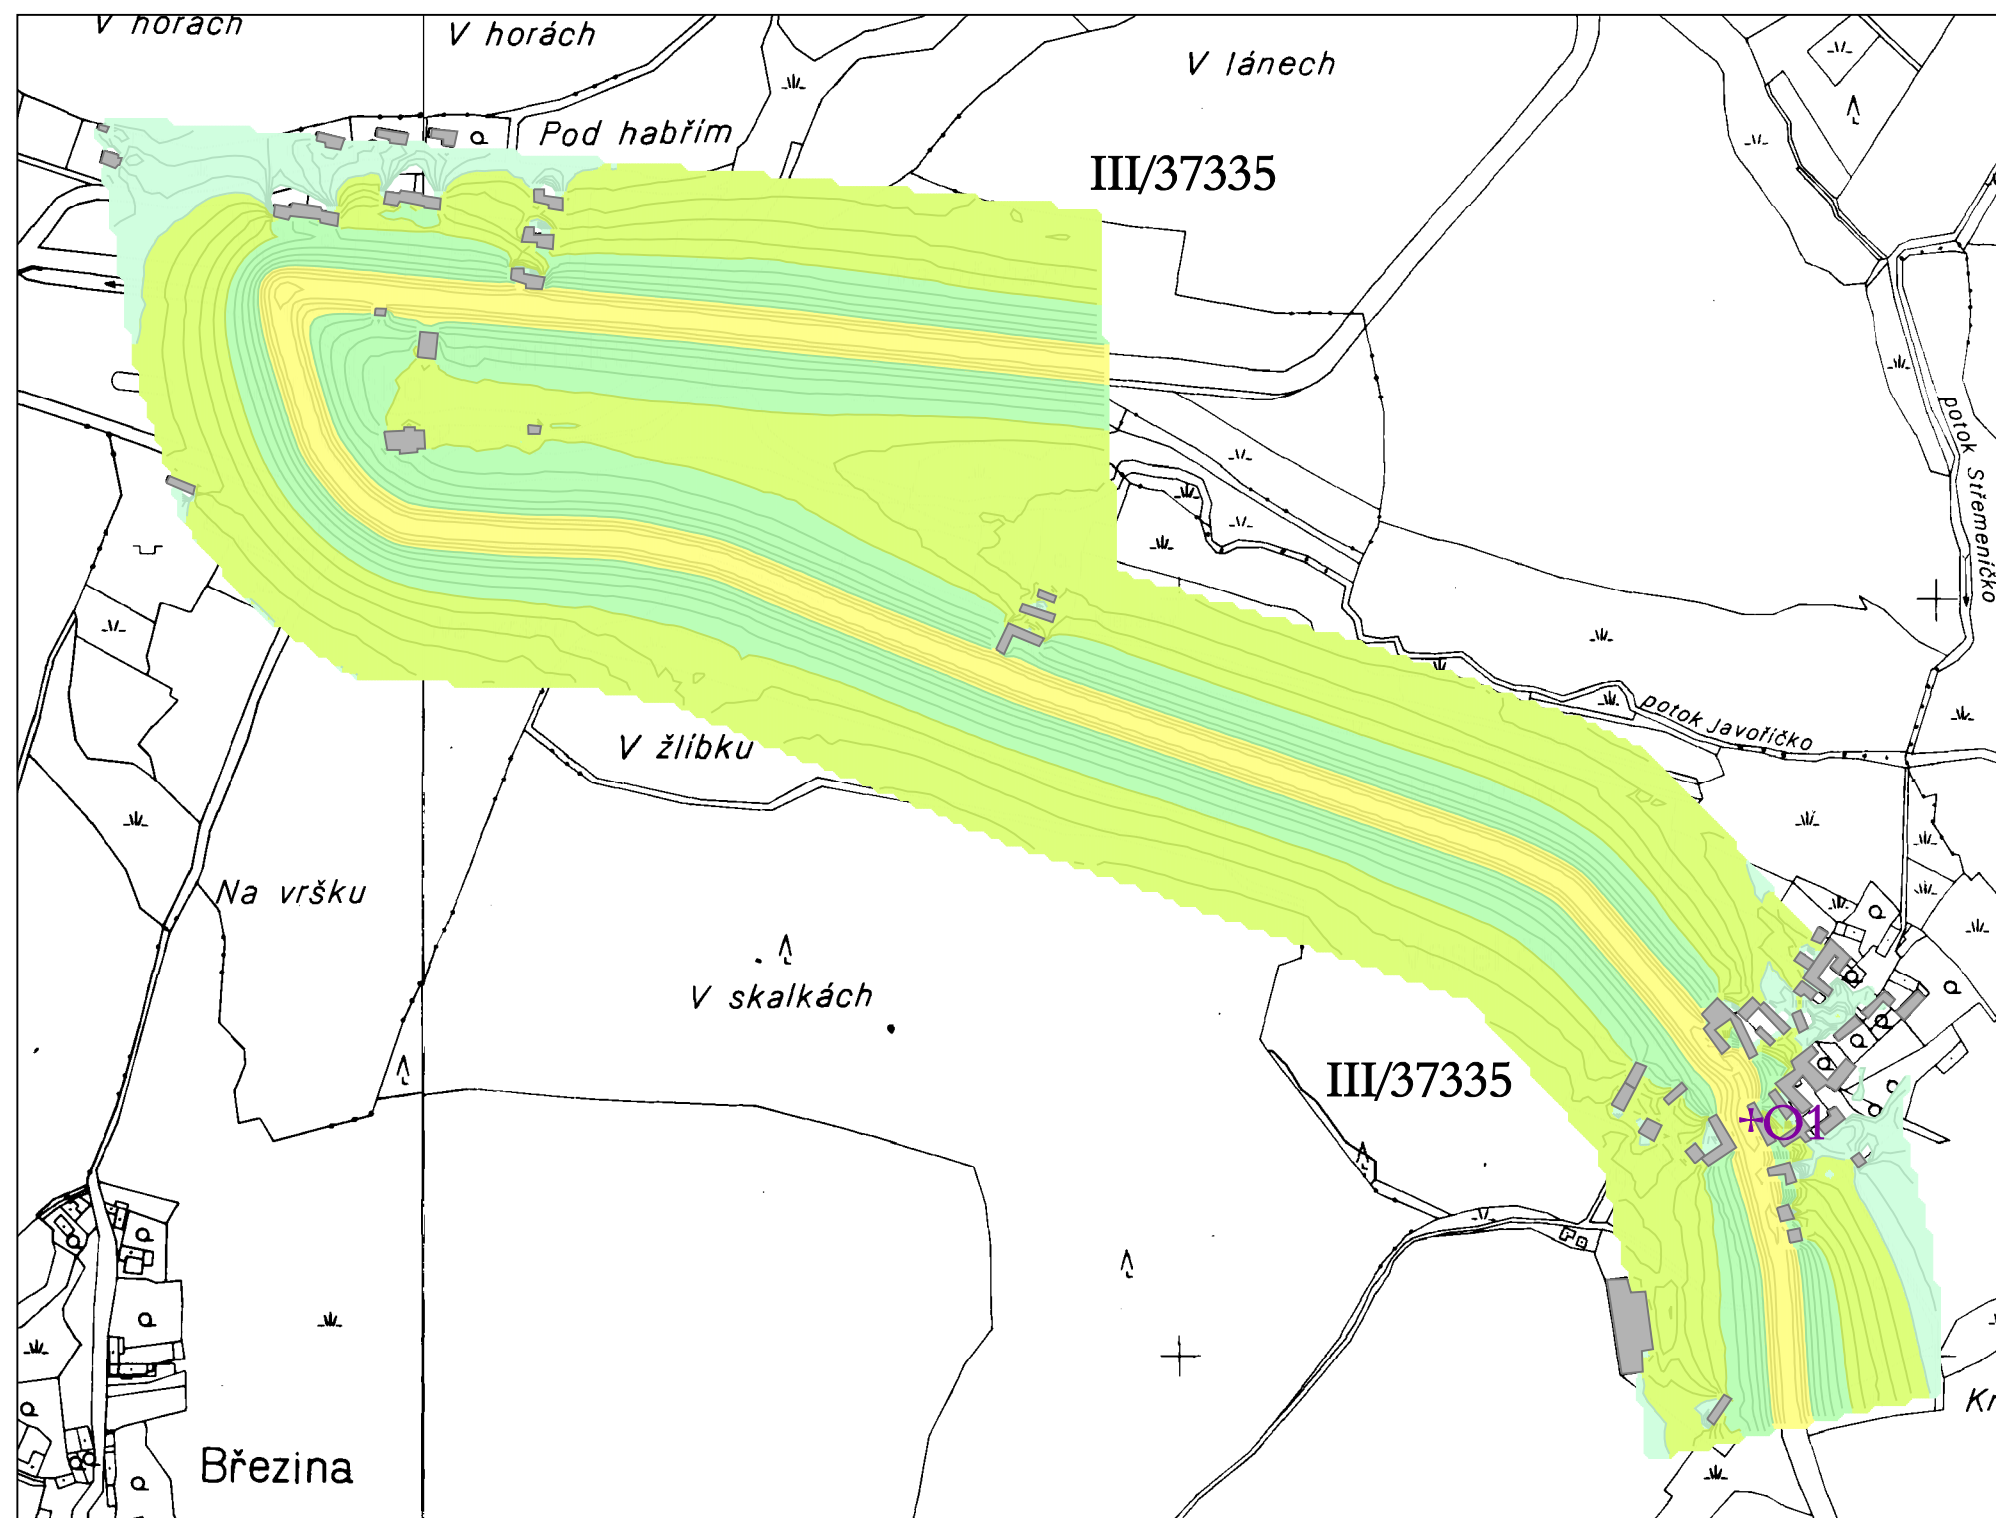 V horách
V horách
V lánech
Pod habřím
III/37335
potok Střemeníčko
potok Javoříčko
V žlíbku
Na vršku
V skalkách
III/37335
O1
Březina